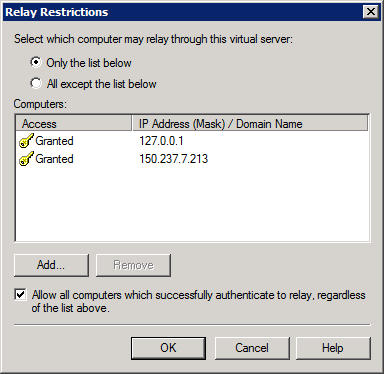 Relay Restrictions
Select which computer may relay through this virtual server:
Only the list below
All except the list below
Computers:
Access IP Address (Mask) / Domain Name
Granted 127.0.0.1
Granted 150.237.7.213
Add... Remove
Allow all computers which successfully authenticate to relay, regardless
of the list above.
OK Cancel Help